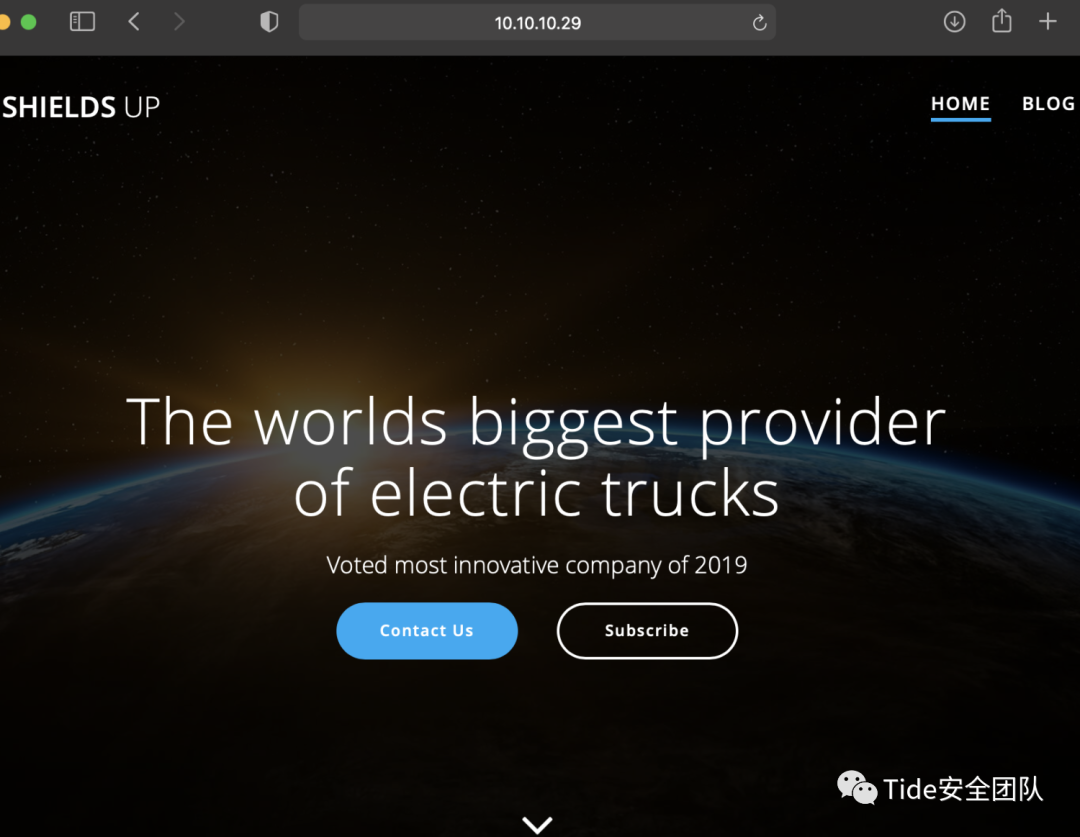 10.10.10.29
SHIELDS UP
HOME BLOG
The worlds biggest provider
of electric trucks
Voted most innovative company of 2019
Contact Us Subscribe
Tide安全团队